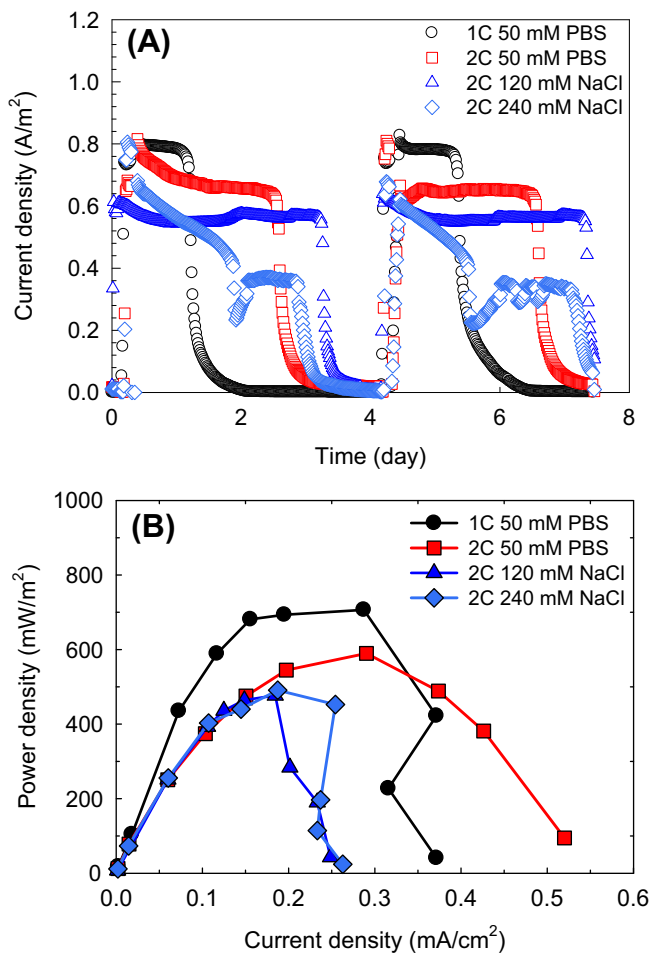 (A)
1C 50 mM PBS
2C 50 mM PBS
2C 120 mM NaCl
2C 240 mM NaCl
Current density (A/m²)
1.2
1.0
0.8
0.6
0.4
0.2
0.0
0 2 4 6 8
Time (day)
(B)
1C 50 mM PBS
2C 50 mM PBS
2C 120 mM NaCl
2C 240 mM NaCl
Power density (mW/m²)
1000
800
600
400
200
0
0.0 0.1 0.2 0.3 0.4 0.5 0.6
Current density (mA/cm²)